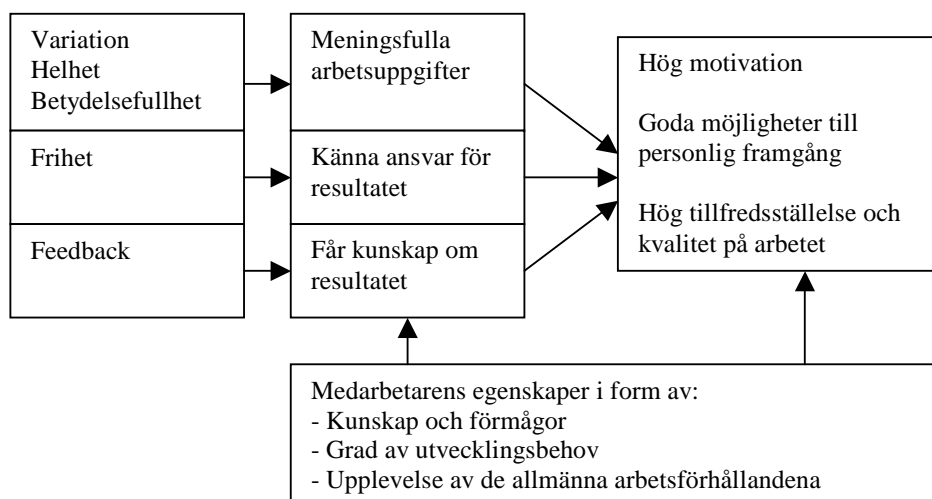 Variation
Helhet
Betydelsefullhet
Meningsfulla
arbetsuppgifter
Hög motivation
Goda möjligheter till
personlig framgång
Hög tillfredsställelse och
kvalitet på arbetet
Frihet
Känna ansvar för
resultatet
Feedback
Får kunskap om
resultatet
Medarbetarens egenskaper i form av:
- Kunskap och förmågor
- Grad av utvecklingsbehov
- Upplevelse av de allmänna arbetsförhållandena